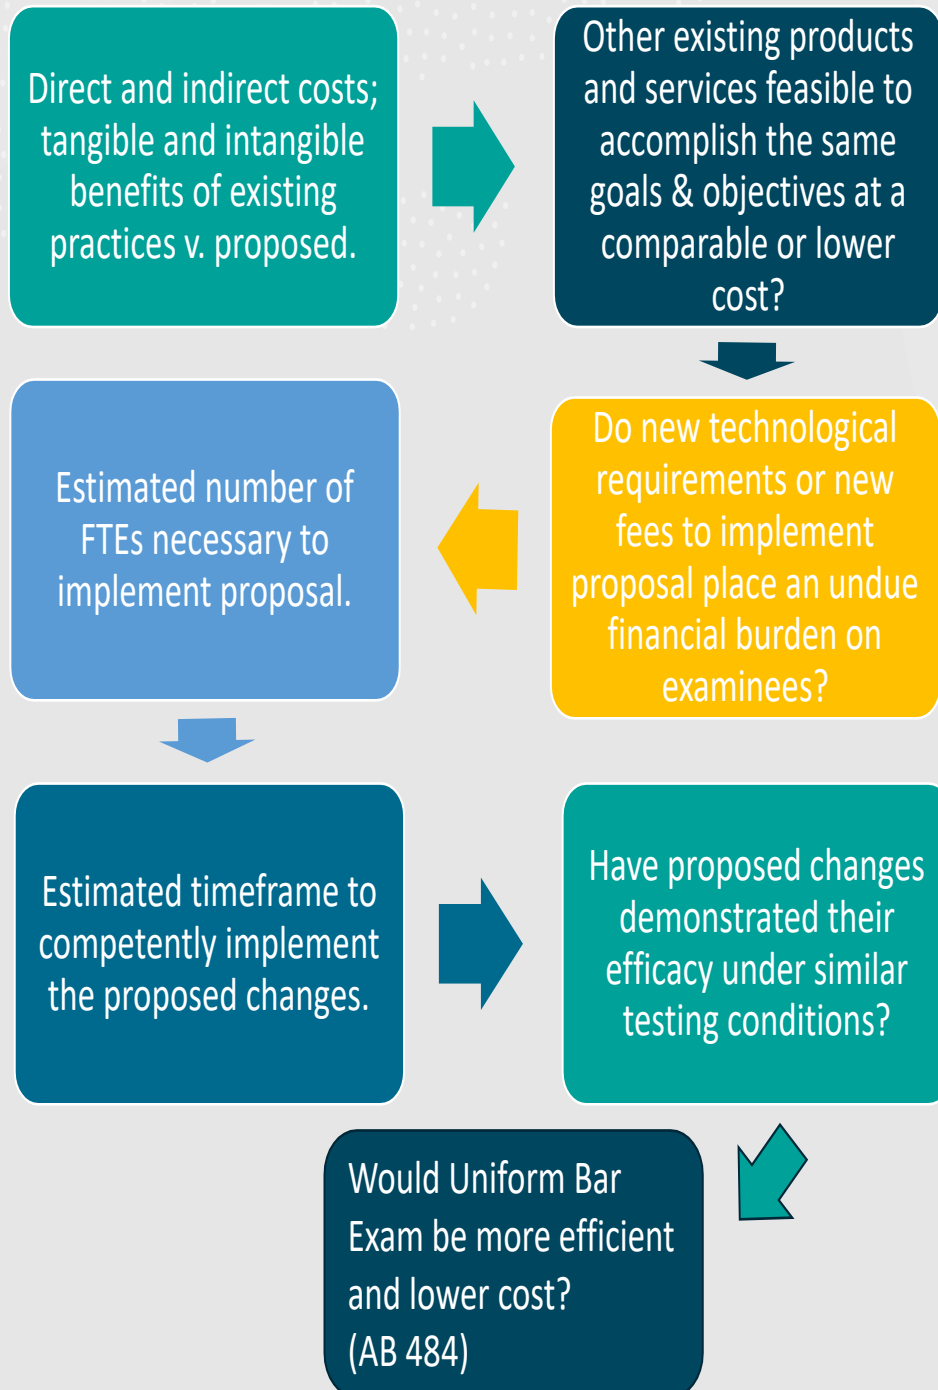 Direct and indirect costs;
tangible and intangible
benefits of existing
practices v. proposed.
Other existing products
and services feasible to
accomplish the same
goals & objectives at a
comparable or lower
cost?
Do new technological
requirements or new
fees to implement
proposal place an undue
financial burden on
examinees?
Estimated number of
FTEs necessary to
implement proposal.
Estimated timeframe to
competently implement
the proposed changes.
Have proposed changes
demonstrated their
efficacy under similar
testing conditions?
Would Uniform Bar
Exam be more efficient
and lower cost?
(AB 484)